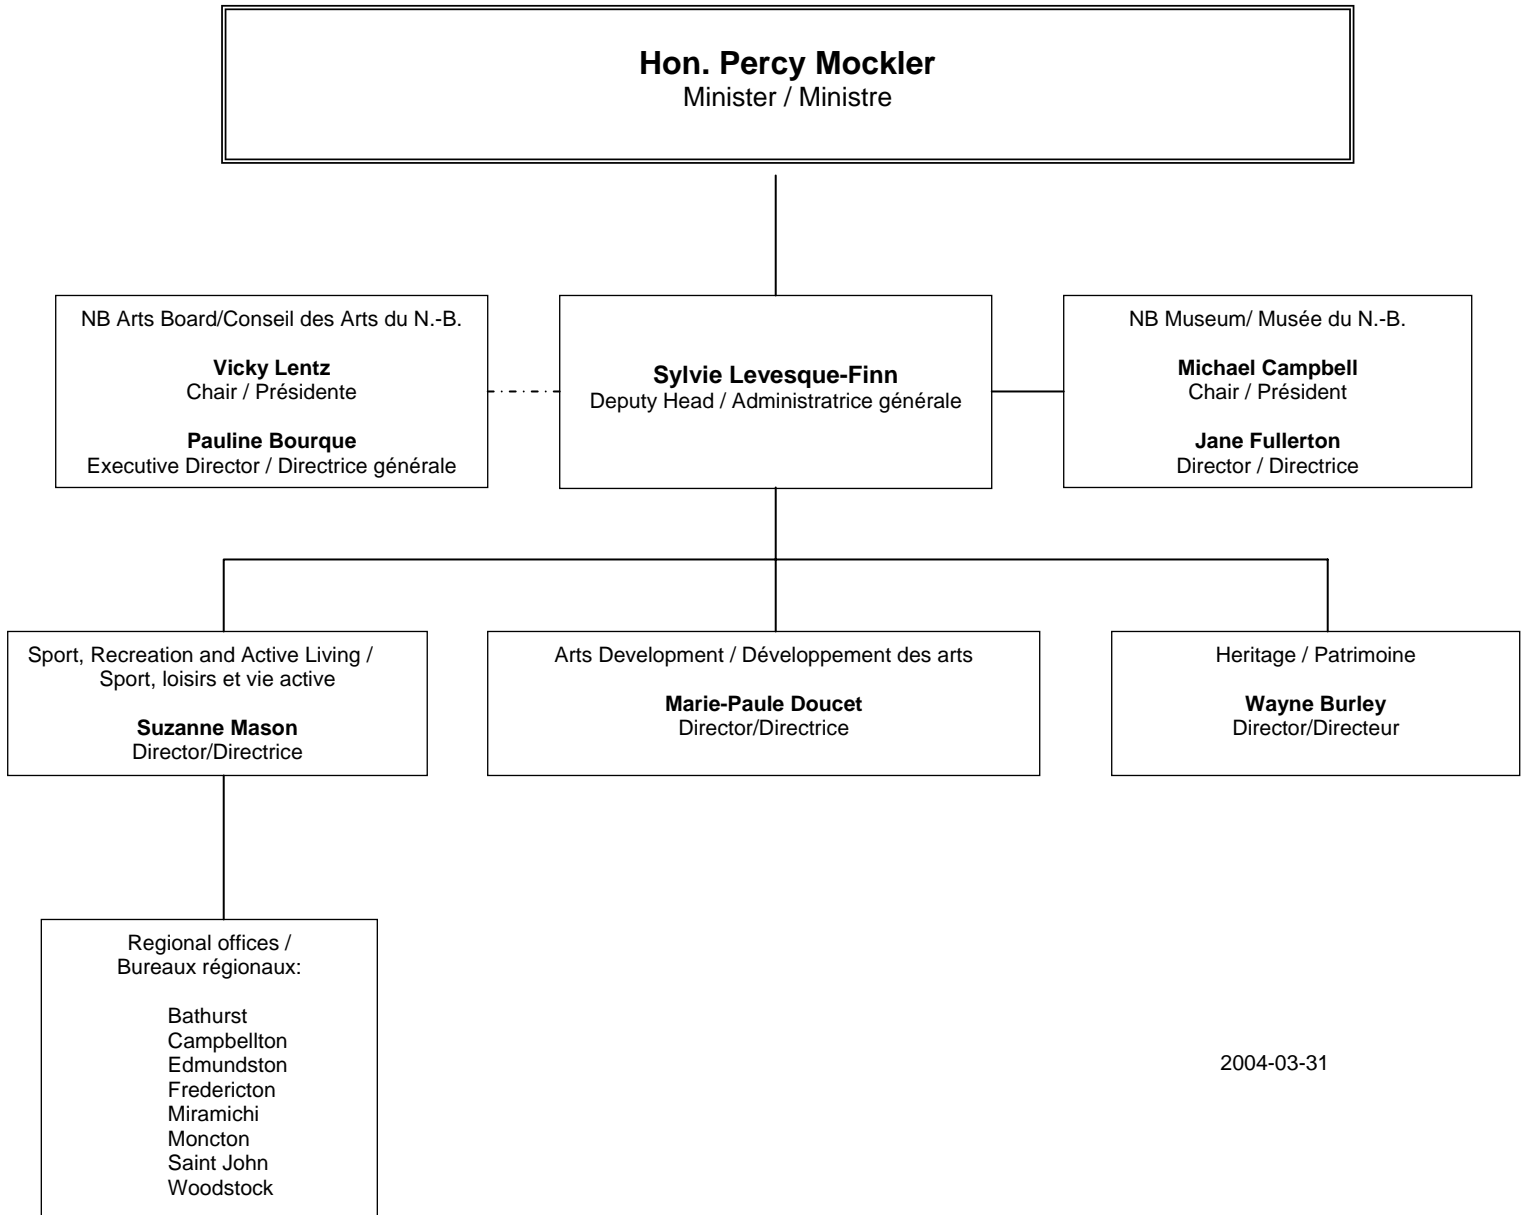 Hon. Percy Mockler
Minister / Ministre
NB Arts Board/Conseil des Arts du N.-B.
Vicky Lentz
Chair / Présidente
Pauline Bourque
Executive Director / Directrice générale
Sylvie Levesque-Finn
Deputy Head / Administratrice générale
NB Museum/ Musée du N.-B.
Michael Campbell
Chair / Président
Jane Fullerton
Director / Directrice
Sport, Recreation and Active Living /
Sport, loisirs et vie active
Suzanne Mason
Director/Directrice
Arts Development / Développement des arts
Marie-Paule Doucet
Director/Directrice
Heritage / Patrimoine
Wayne Burley
Director/Directeur
Regional offices /
Bureaux régionaux:
Bathurst
Campbellton
Edmundston
Fredericton
Miramichi
Moncton
Saint John
Woodstock
2004-03-31